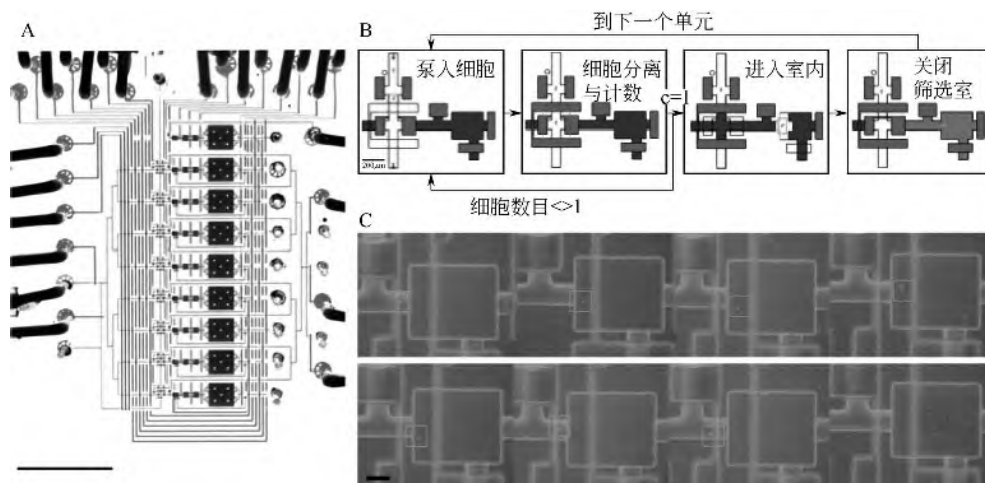 A
B
到下一个单元
泵入细胞
细胞分离
与计数
c=1
进入室内
关闭
筛选室
200μm
细胞数目<>1
C